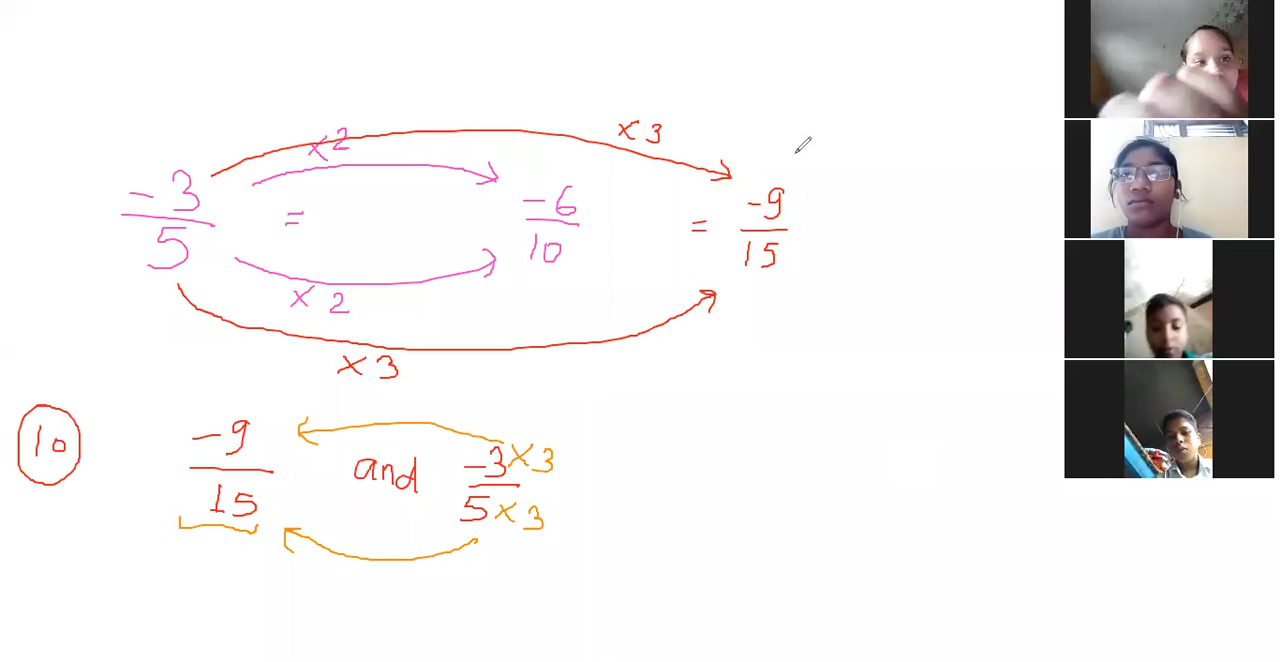 ×2 ×3
-3/5 = -6/10 = -9/15
×2
×3
10 -9/15 and -3×3/5×3